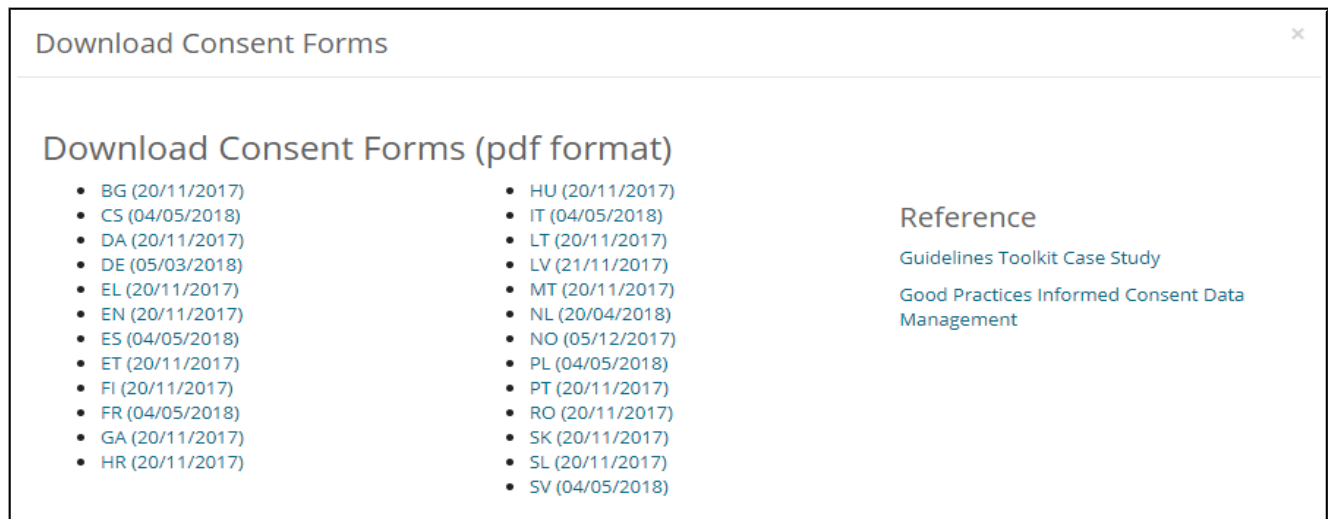 Download Consent Forms
×
Download Consent Forms (pdf format)
• BG (20/11/2017)
• CS (04/05/2018)
• DA (20/11/2017)
• DE (05/03/2018)
• EL (20/11/2017)
• EN (20/11/2017)
• ES (04/05/2018)
• ET (20/11/2017)
• FI (20/11/2017)
• FR (04/05/2018)
• GA (20/11/2017)
• HR (20/11/2017)
• HU (20/11/2017)
• IT (04/05/2018)
• LT (20/11/2017)
• LV (21/11/2017)
• MT (20/11/2017)
• NL (20/04/2018)
• NO (05/12/2017)
• PL (04/05/2018)
• PT (20/11/2017)
• RO (20/11/2017)
• SK (20/11/2017)
• SL (20/11/2017)
• SV (04/05/2018)
Reference
Guidelines Toolkit Case Study
Good Practices Informed Consent Data
Management